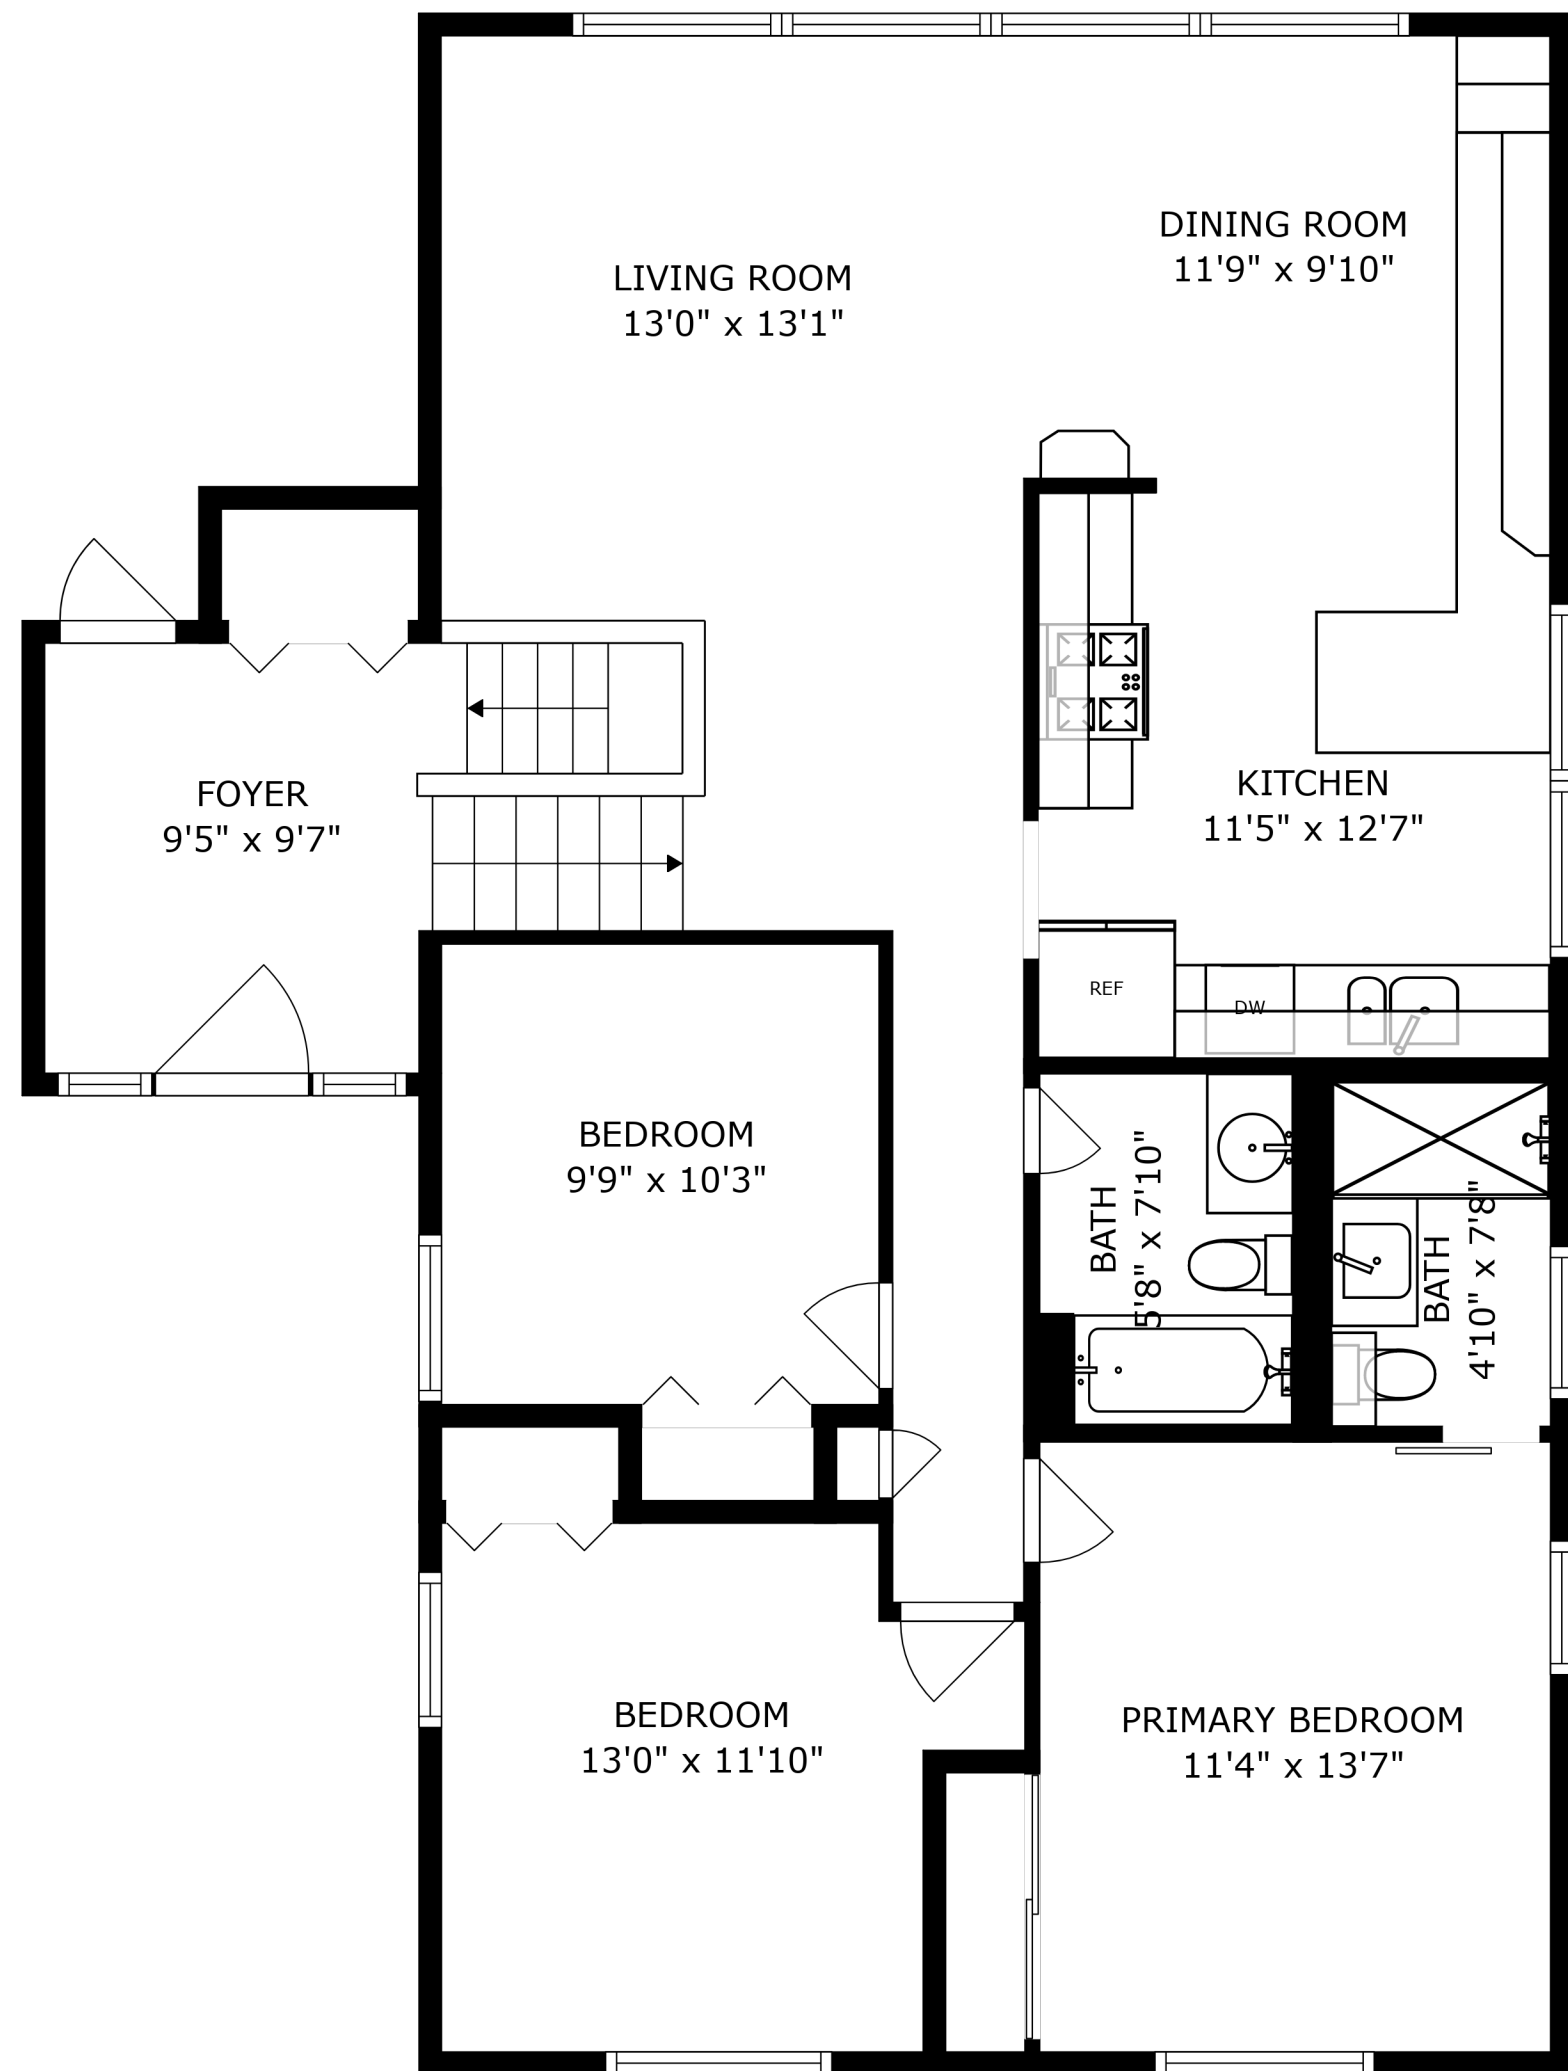 DINING ROOM
11'9" x 9'10"
LIVING ROOM
13'0" x 13'1"
FOYER
9'5" x 9'7"
KITCHEN
11'5" x 12'7"
REF
DW
BEDROOM
9'9" x 10'3"
BATH
5'8" x 7'10"
BATH
4'10" x 7'8"
BEDROOM
13'0" x 11'10"
PRIMARY BEDROOM
11'4" x 13'7"